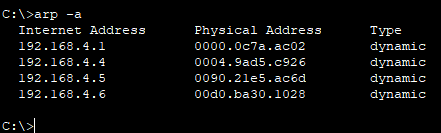 C:\>arp -a
Internet Address Physical Address Type
192.168.4.1 0000.0c7a.ac02 dynamic
192.168.4.4 0004.9ad5.c926 dynamic
192.168.4.5 0090.21e5.ac6d dynamic
192.168.4.6 00d0.ba30.1028 dynamic
C:\>